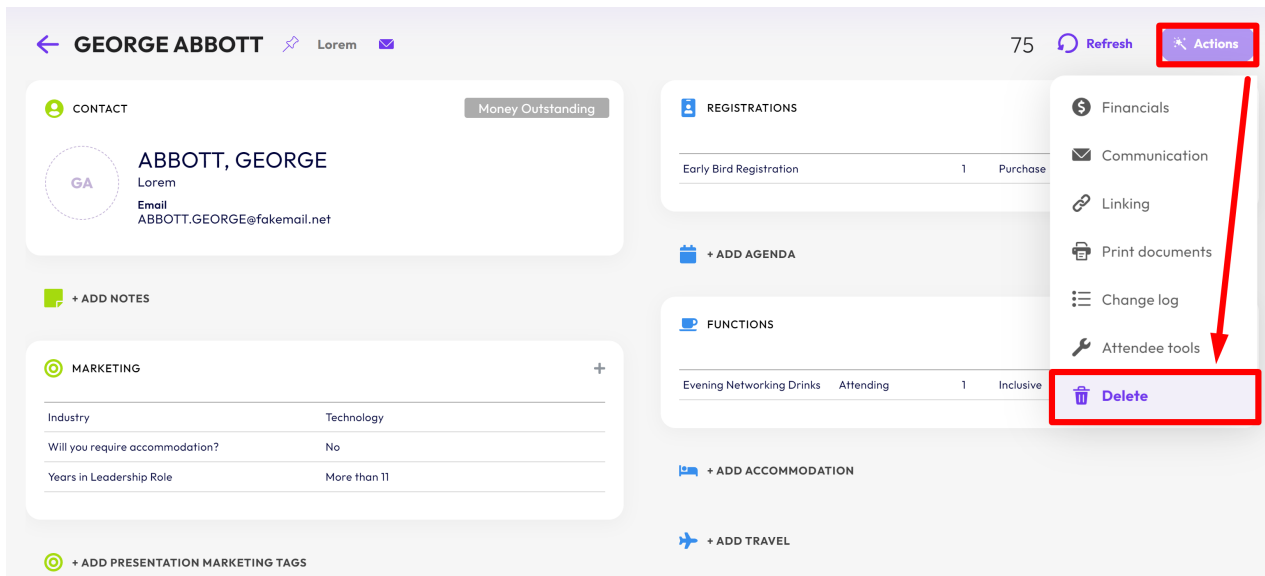 GEORGE ABBOTT Lorem 75 Refresh Actions
CONTACT Money Outstanding
GA
ABBOTT, GEORGE
Lorem
Email
ABBOTT.GEORGE@fakemail.net
+ ADD NOTES
MARKETING +
Industry Technology
Will you require accommodation? No
Years in Leadership Role More than 11
+ ADD PRESENTATION MARKETING TAGS
REGISTRATIONS
Early Bird Registration 1 Purchase
+ ADD AGENDA
FUNCTIONS
Evening Networking Drinks Attending 1 Inclusive
+ ADD ACCOMMODATION
+ ADD TRAVEL
Financials
Communication
Linking
Print documents
Change log
Attendee tools
Delete